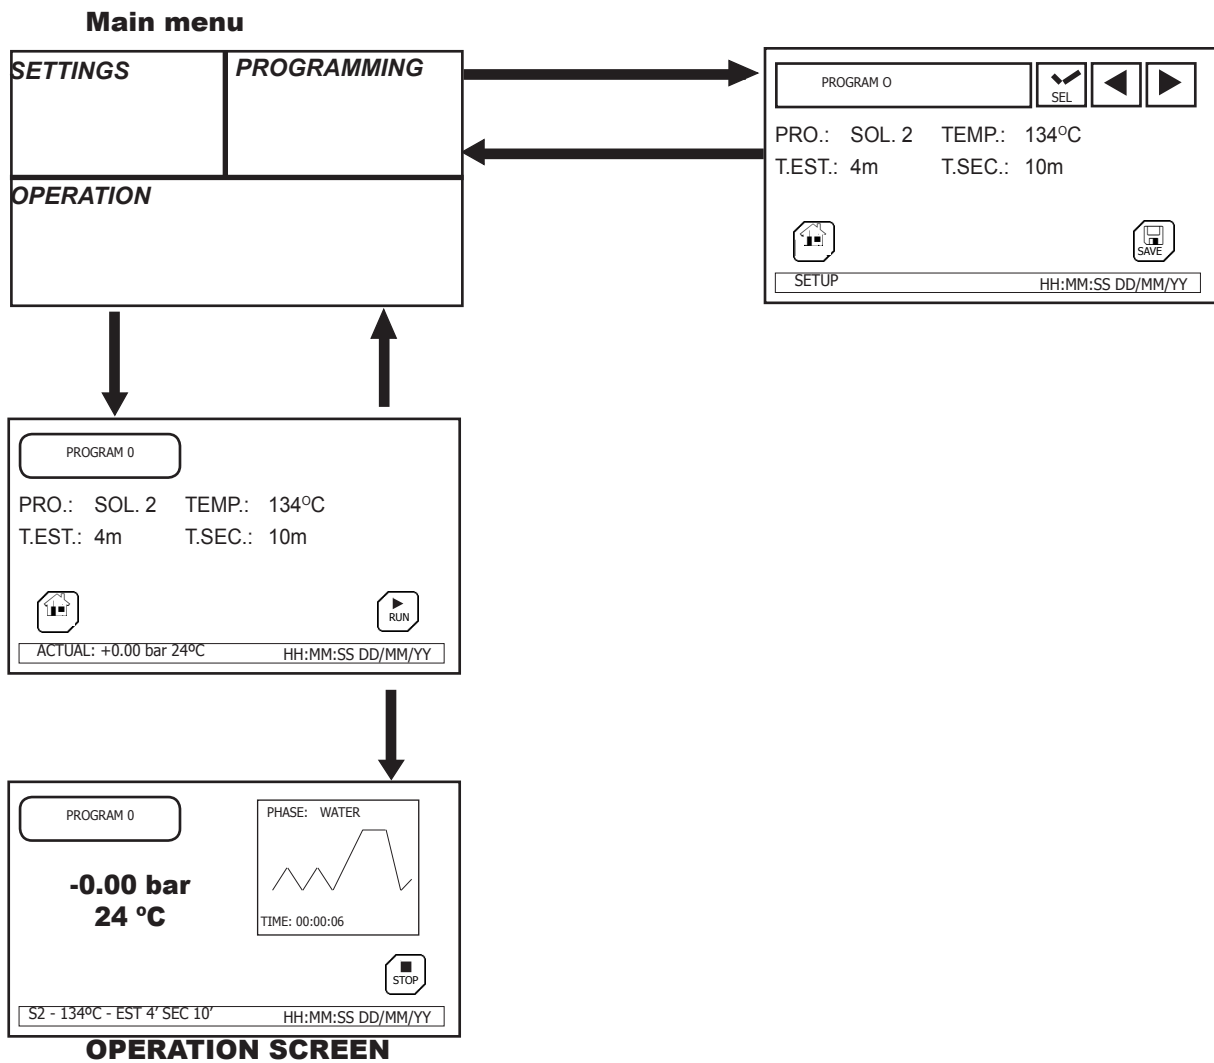 Main menu
SETTINGS
PROGRAMMING
OPERATION
PROGRAM O
SEL
PRO.: SOL. 2 TEMP.: 134ºC
T.EST.: 4m T.SEC.: 10m
SAVE
SETUP HH:MM:SS DD/MM/YY
PROGRAM 0
PRO.: SOL. 2 TEMP.: 134ºC
T.EST.: 4m T.SEC.: 10m
RUN
ACTUAL: +0.00 bar 24ºC HH:MM:SS DD/MM/YY
PROGRAM 0
PHASE: WATER
-0.00 bar
24 ºC
TIME: 00:00:06
STOP
S2 - 134ºC - EST 4’ SEC 10’ HH:MM:SS DD/MM/YY
OPERATION SCREEN